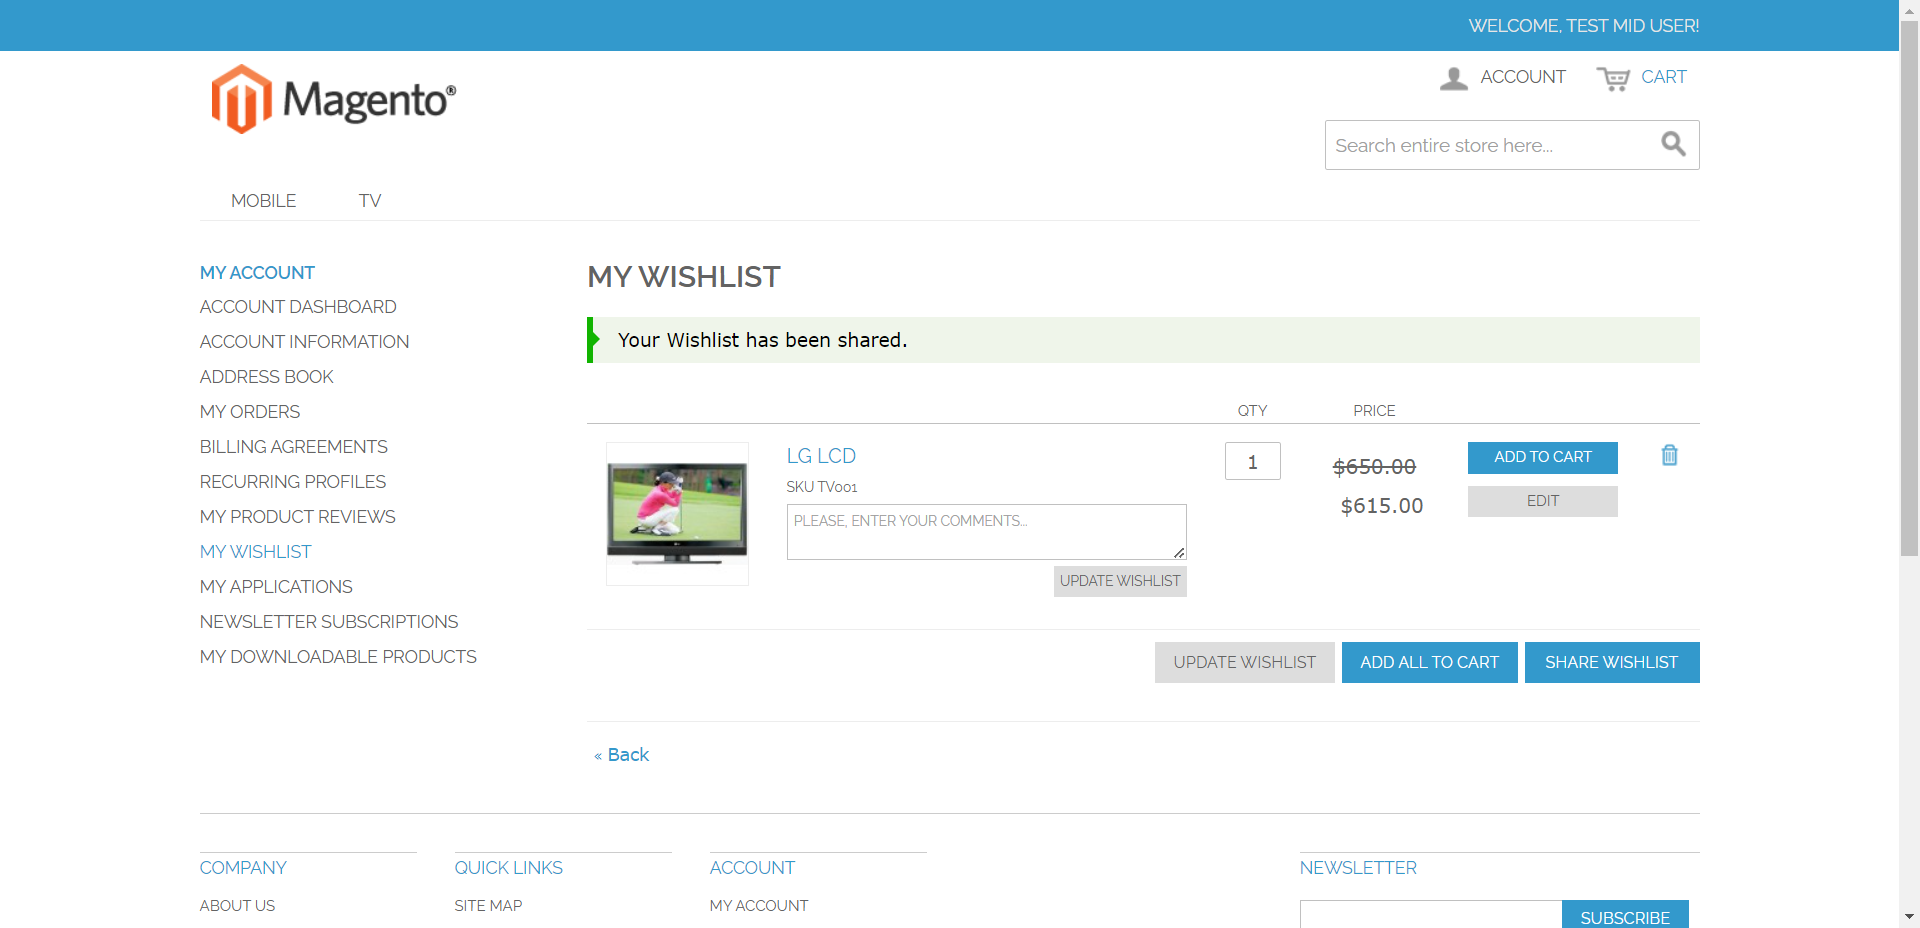 WELCOME, TEST MID USER!
Magento®
ACCOUNT
CART
Search entire store here...
MOBILE
TV
MY ACCOUNT
ACCOUNT DASHBOARD
ACCOUNT INFORMATION
ADDRESS BOOK
MY ORDERS
BILLING AGREEMENTS
RECURRING PROFILES
MY PRODUCT REVIEWS
MY WISHLIST
MY APPLICATIONS
NEWSLETTER SUBSCRIPTIONS
MY DOWNLOADABLE PRODUCTS
MY WISHLIST
Your Wishlist has been shared.
QTY
PRICE
LG LCD
SKU TV001
PLEASE, ENTER YOUR COMMENTS...
UPDATE WISHLIST
1
$650.00
$615.00
ADD TO CART
EDIT
UPDATE WISHLIST
ADD ALL TO CART
SHARE WISHLIST
« Back
COMPANY
ABOUT US
QUICK LINKS
SITE MAP
ACCOUNT
MY ACCOUNT
NEWSLETTER
SUBSCRIBE